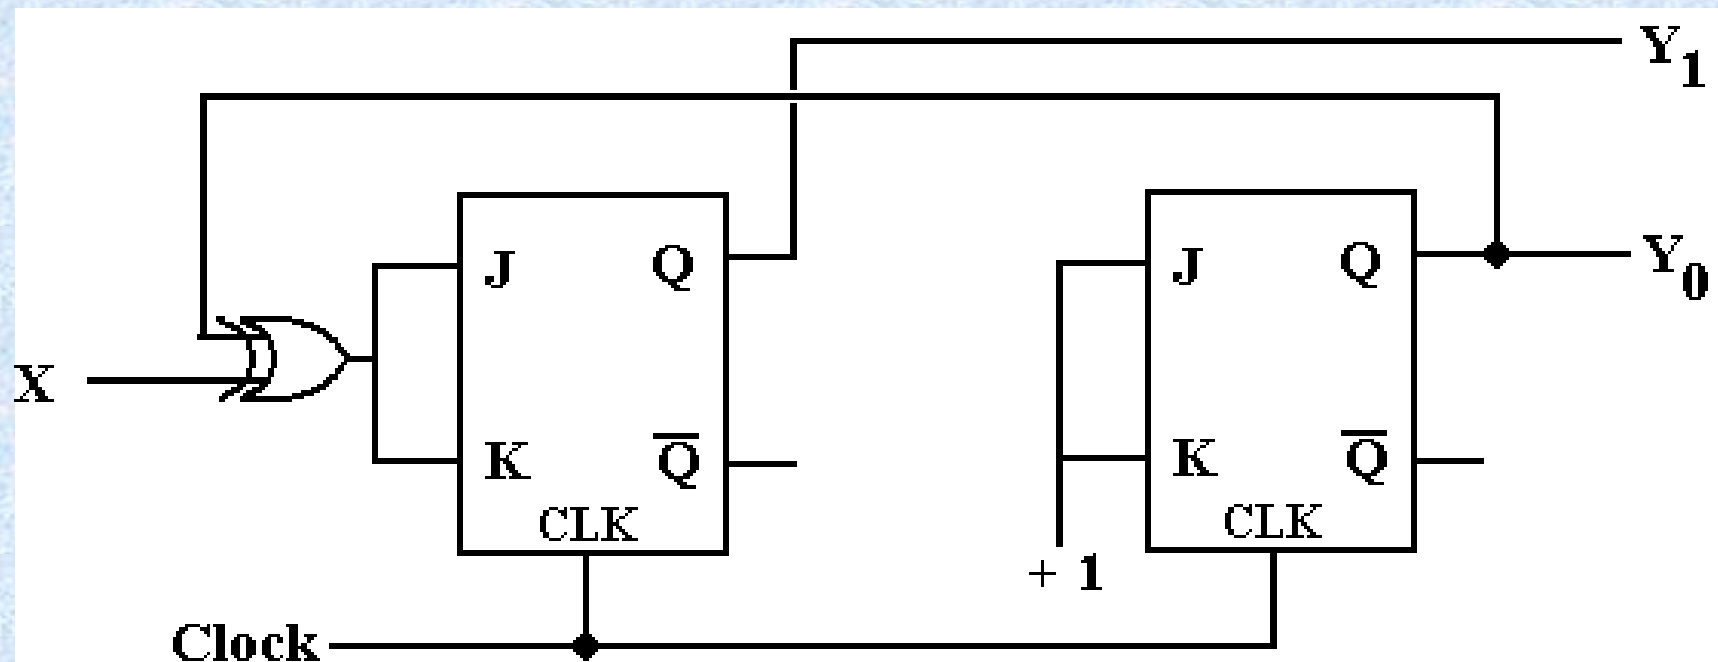 Y1
J Q J Q Y0
X
K Q̅ K Q̅
CLK CLK
+ 1
Clock